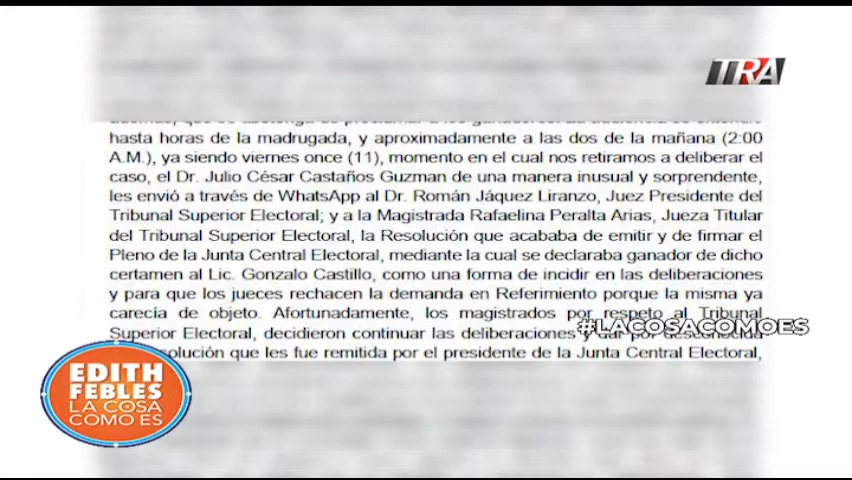 TRA
hasta horas de la madrugada, y aproximadamente a las dos de la mañana (2:00
A.M.), ya siendo viernes once (11), momento en el cual nos retiramos a deliberar el
caso, el Dr. Julio César Castaños Guzman de una manera inusual y sorprendente,
les envió a través de WhatsApp al Dr. Román Jáquez Liranzo, Juez Presidente del
Tribunal Superior Electoral; y a la Magistrada Rafaelina Peralta Arias, Jueza Titular
del Tribunal Superior Electoral, la Resolución que acababa de emitir y de firmar el
Pleno de la Junta Central Electoral, mediante la cual se declaraba ganador de dicho
certamen al Lic. Gonzalo Castillo, como una forma de incidir en las deliberaciones
y para que los jueces rechacen la demanda en Referimiento porque la misma ya
carecía de objeto. Afortunadamente, los magistrados por respeto al Tribunal
#LACOSACOMOES
Superior Electoral, decidieron continuar las deliberaciones y dar por desconocida
que les fue remitida por el presidente de la Junta Central Electoral,
EDITH
FEBLES
LA COSA
COMO ES